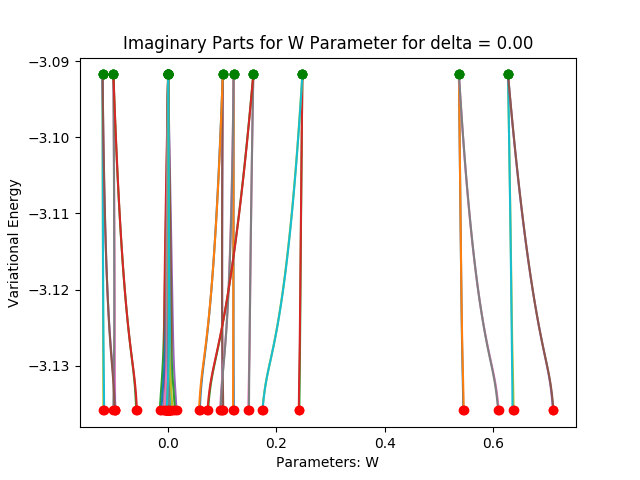 Imaginary Parts for W Parameter for delta = 0.00
Variational Energy
−3.09
−3.10
−3.11
−3.12
−3.13
0.0 0.2 0.4 0.6
Parameters: W